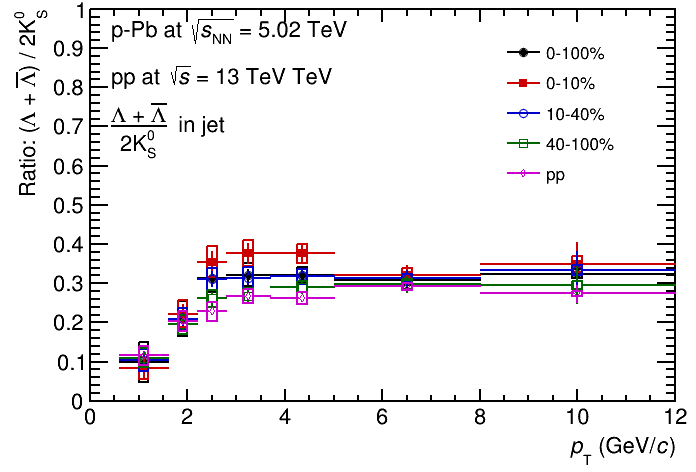 p-Pb at √s_NN = 5.02 TeV
pp at √s = 13 TeV TeV
Λ + Λ̅ / 2K⁰_S in jet
0-100%
0-10%
10-40%
40-100%
pp
Ratio: (Λ + Λ̅) / 2K⁰_S
1
0.9
0.8
0.7
0.6
0.5
0.4
0.3
0.2
0.1
0
0 2 4 6 8 10 12
p_T (GeV/c)